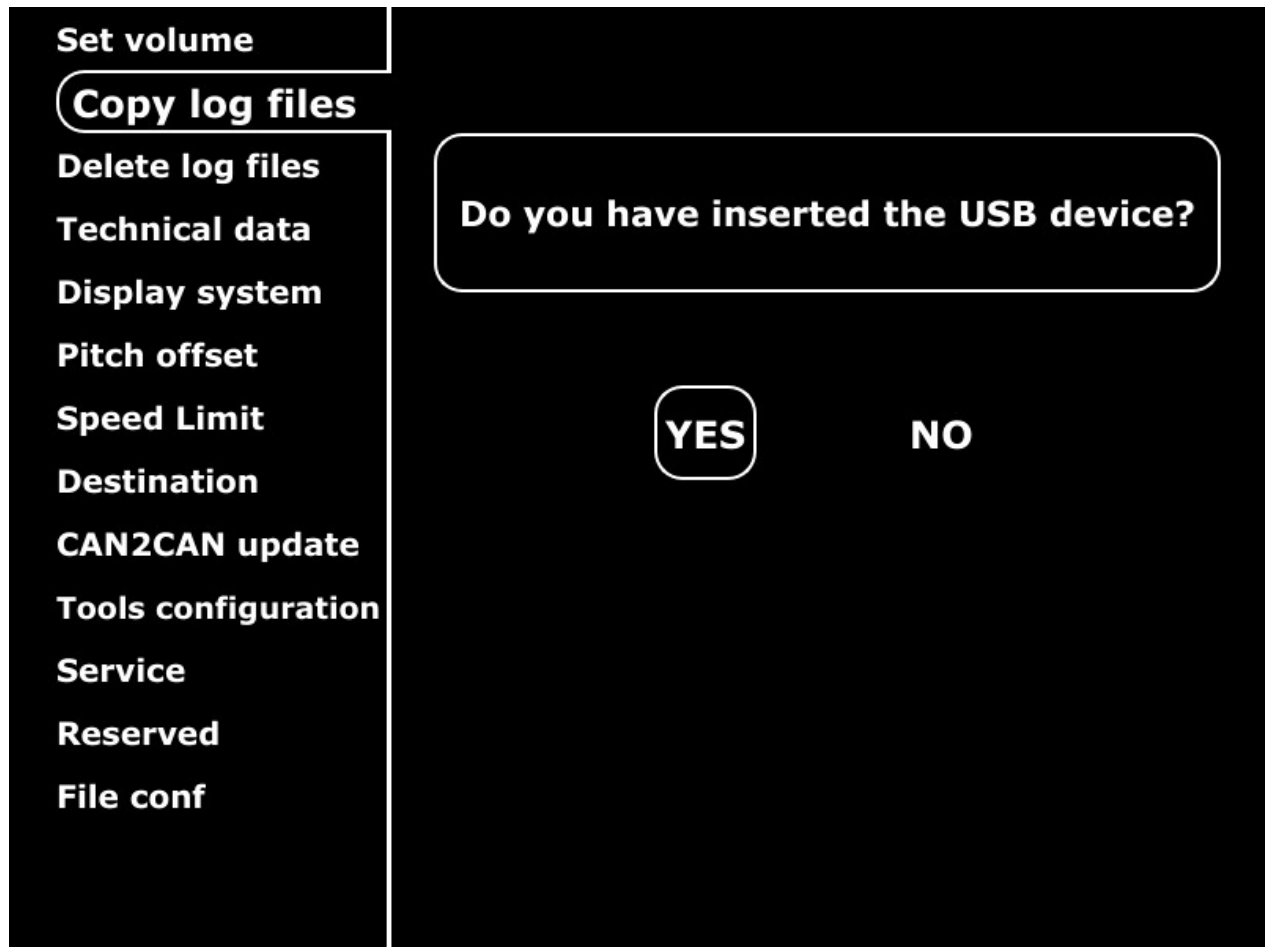 Set volume
Copy log files
Delete log files
Technical data
Display system
Pitch offset
Speed Limit
Destination
CAN2CAN update
Tools configuration
Service
Reserved
File conf
Do you have inserted the USB device?
YES NO